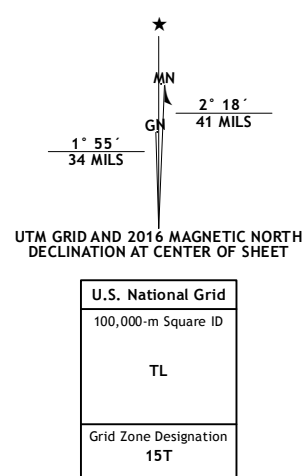 ★
MN
GN
2° 18´
41 MILS
1° 55´
34 MILS
UTM GRID AND 2016 MAGNETIC NORTH
DECLINATION AT CENTER OF SHEET
U.S. National Grid
100,000-m Square ID
TL
Grid Zone Designation
15T